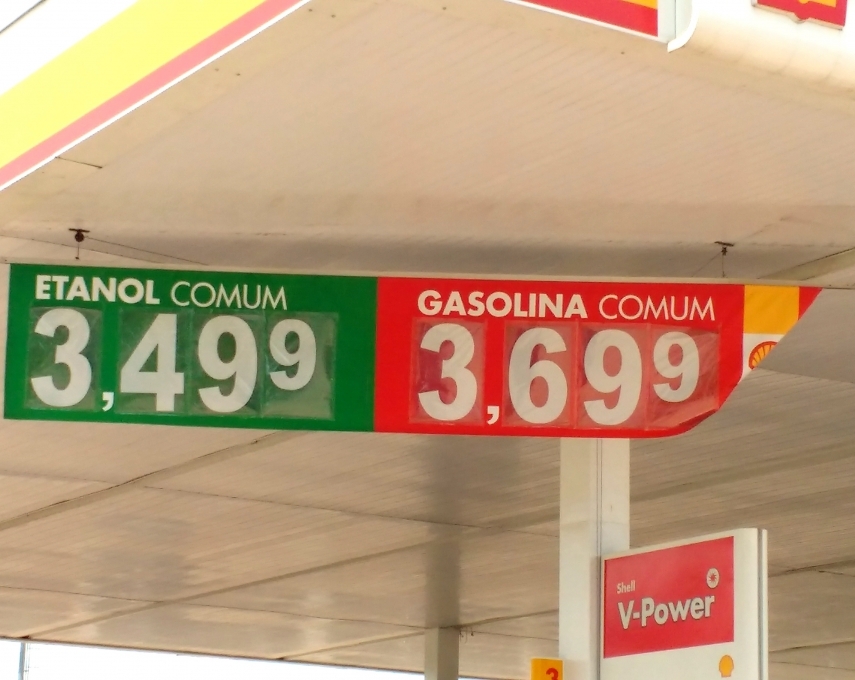 ETANOL COMUM
3,499
GASOLINA COMUM
3,699
Shell
V-Power
3